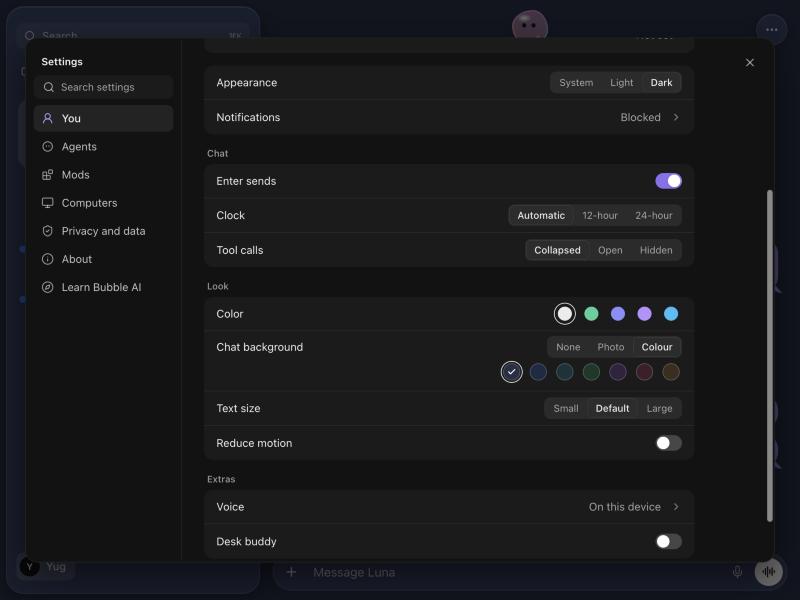 Search
⌘K
Settings
Search settings
You
Agents
Mods
Computers
Privacy and data
About
Learn Bubble AI
Appearance
System Light Dark
Notifications
Blocked
Chat
Enter sends
Clock
Automatic 12-hour 24-hour
Tool calls
Collapsed Open Hidden
Look
Color
Chat background
None Photo Colour
Text size
Small Default Large
Reduce motion
Extras
Voice
On this device
Desk buddy
Y Yug
Message Luna